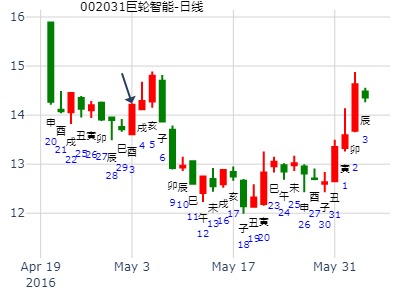 002031巨轮智能-日线
16
15
14
13
12
申
20
酉
21
戌
22
丑
25
寅
26
卯
27
辰
28
巳
29
酉
3
戌
4
亥
5
子
6
卯
9
辰
10
巳
11
午
12
未
13
戌
16
亥
17
子
18
丑
19
寅
20
巳
23
午
24
未
25
申
26
酉
27
子
30
丑
31
寅
1
卯
2
辰
3
Apr 19
2016
May 3
May 17
May 31